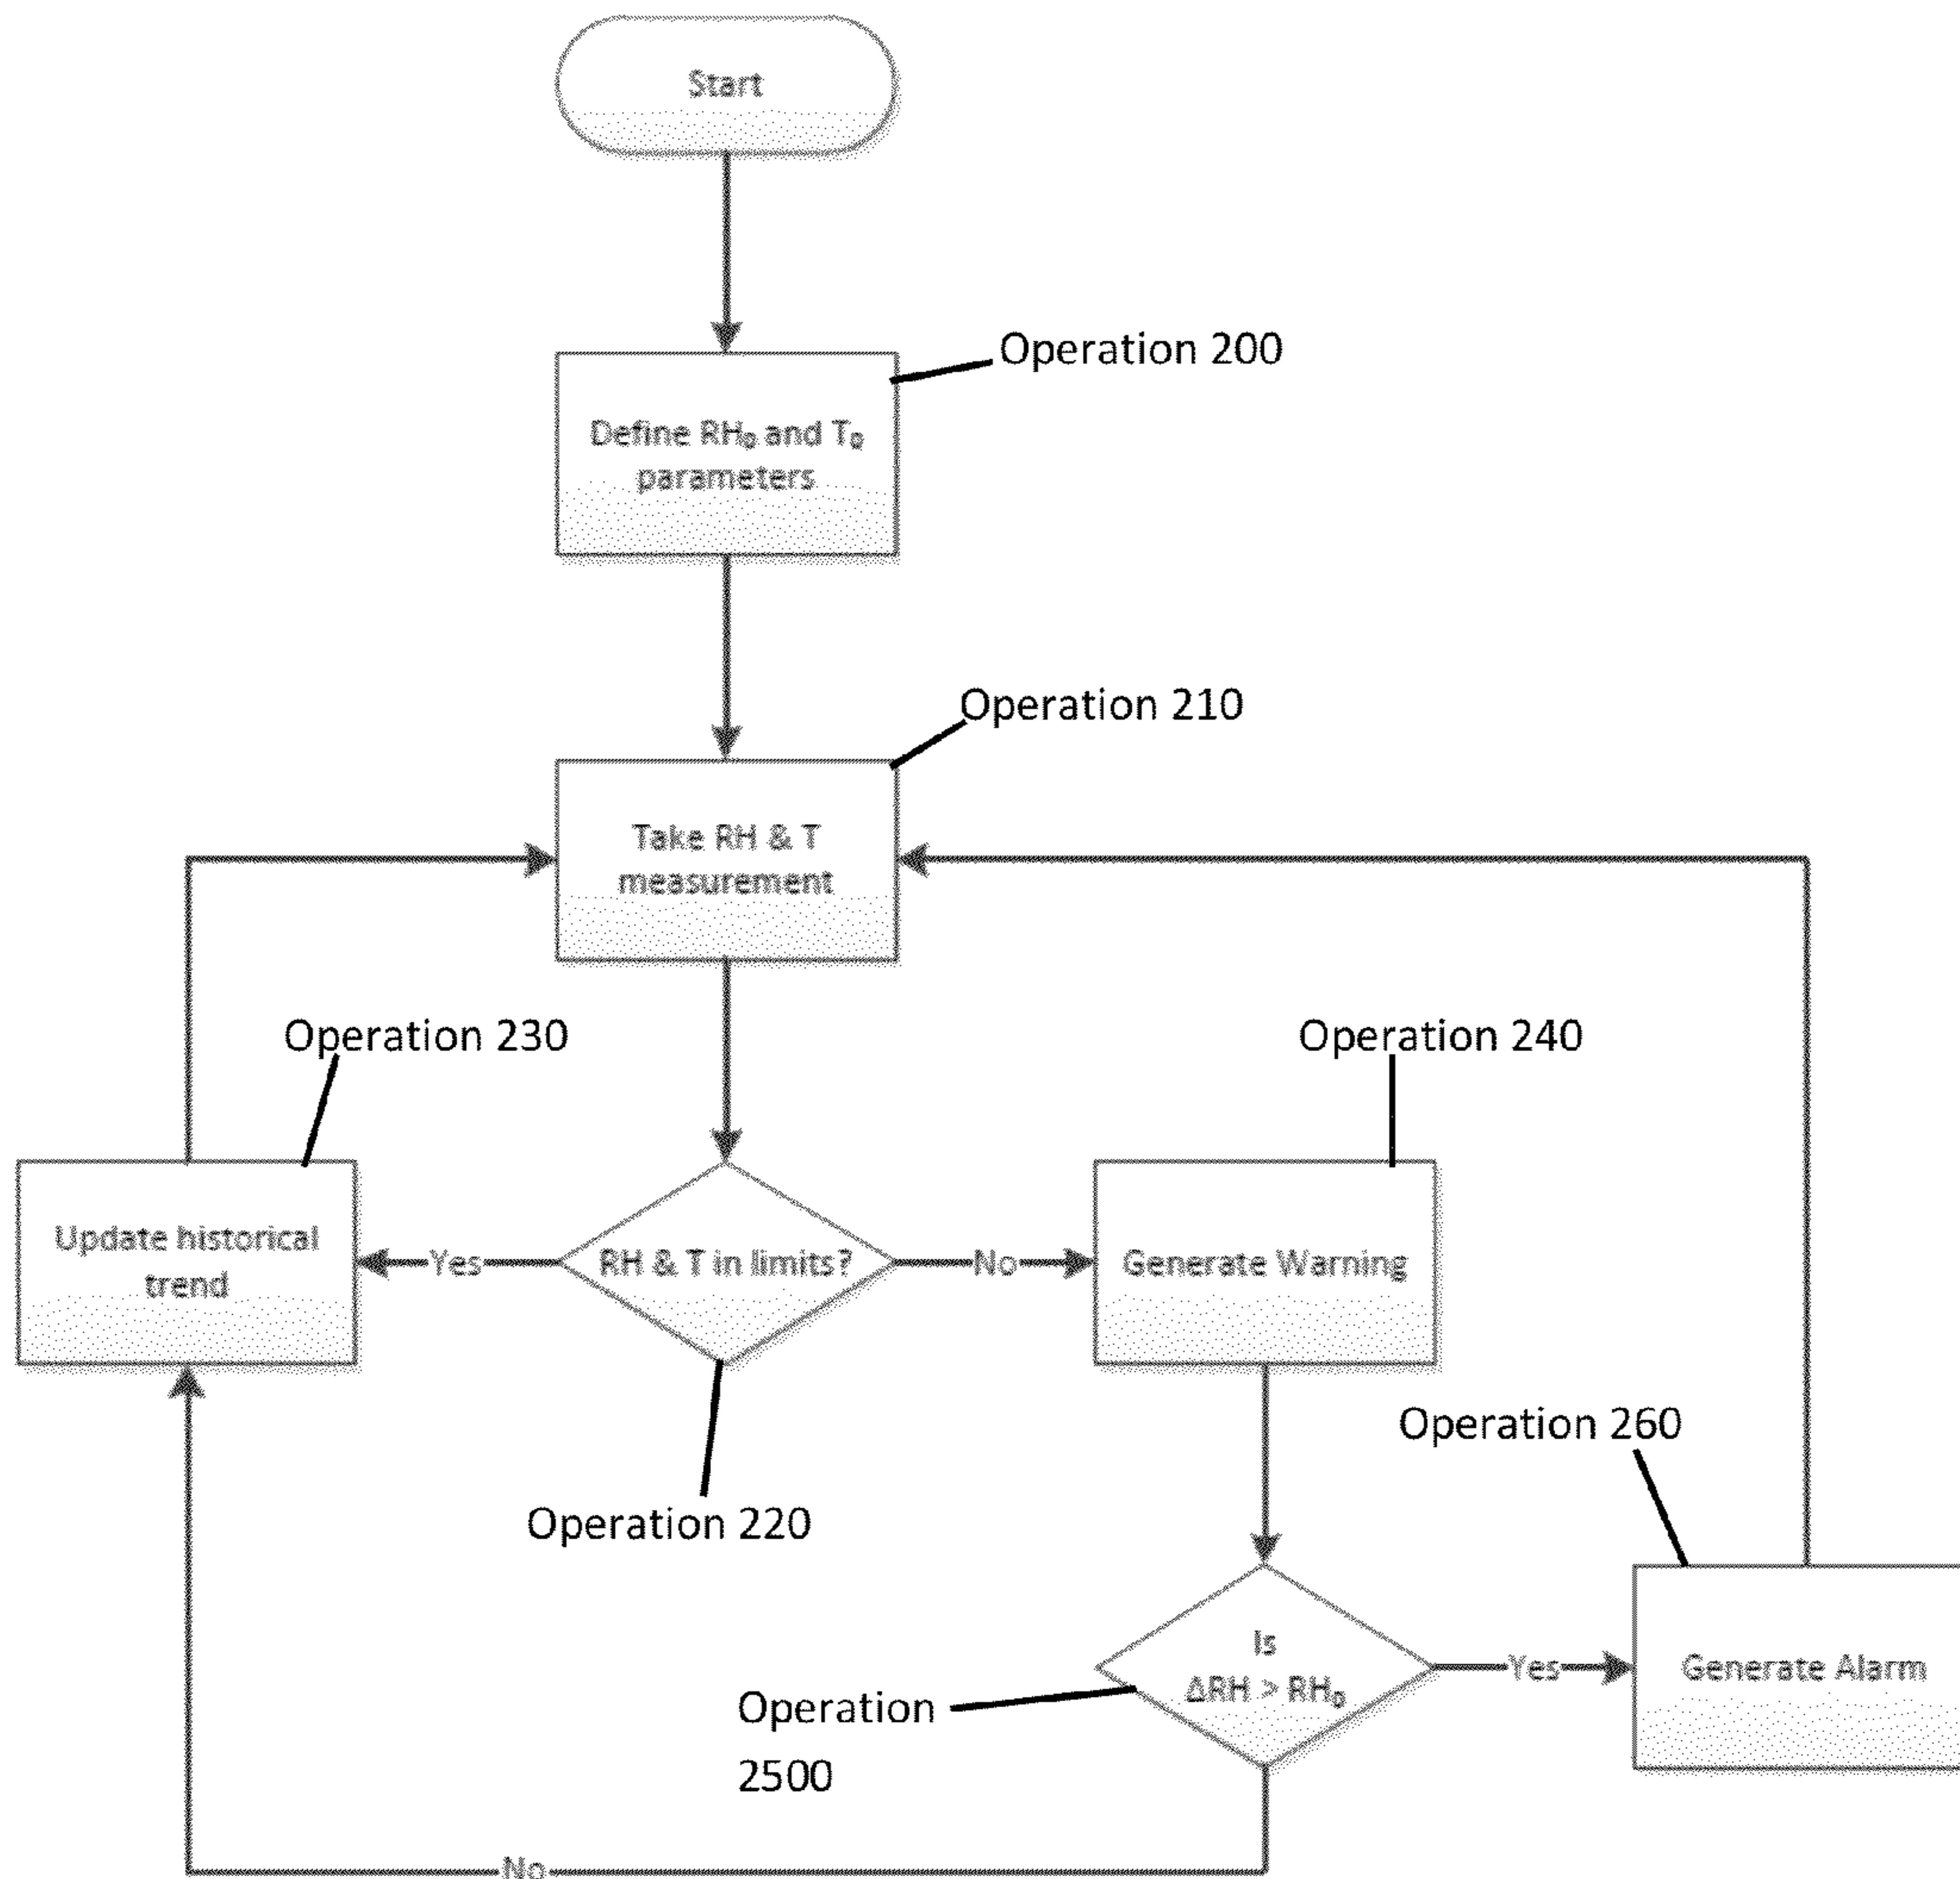 Start
Operation 200
Define RH₀ and T₀
parameters
Operation 210
Take RH & T
measurement
Operation 230
Operation 240
Update historical
trend
Yes
RH & T in limits?
No
Generate Warning
Operation 260
Operation 220
Is
ΔRH > RH₀
Yes
Generate Alarm
Operation
2500
No